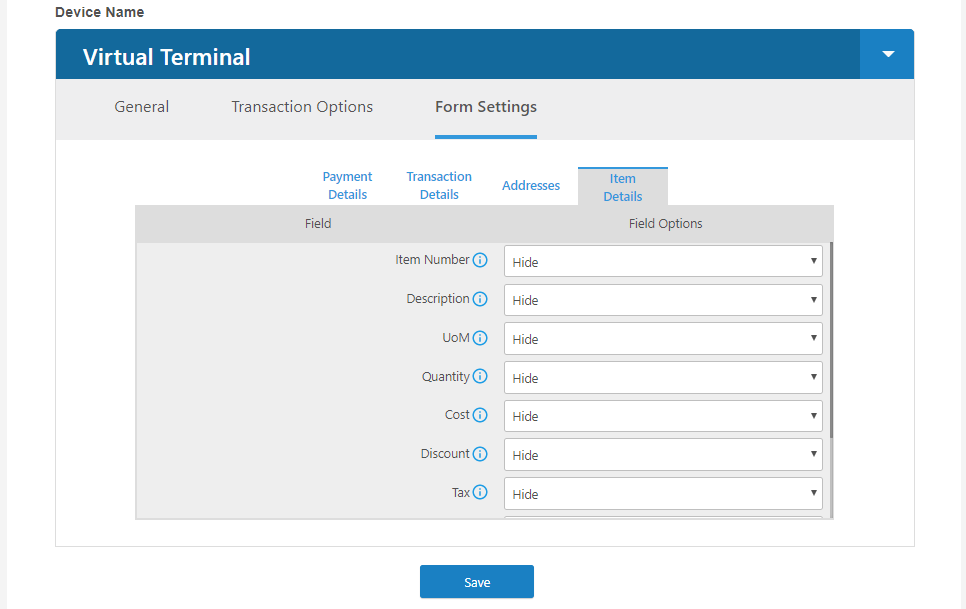 Device Name
Virtual Terminal
General Transaction Options Form Settings
Payment Details
Transaction Details
Addresses
Item Details
Field Field Options
Item Number Hide
Description Hide
UoM Hide
Quantity Hide
Cost Hide
Discount Hide
Tax Hide
Save